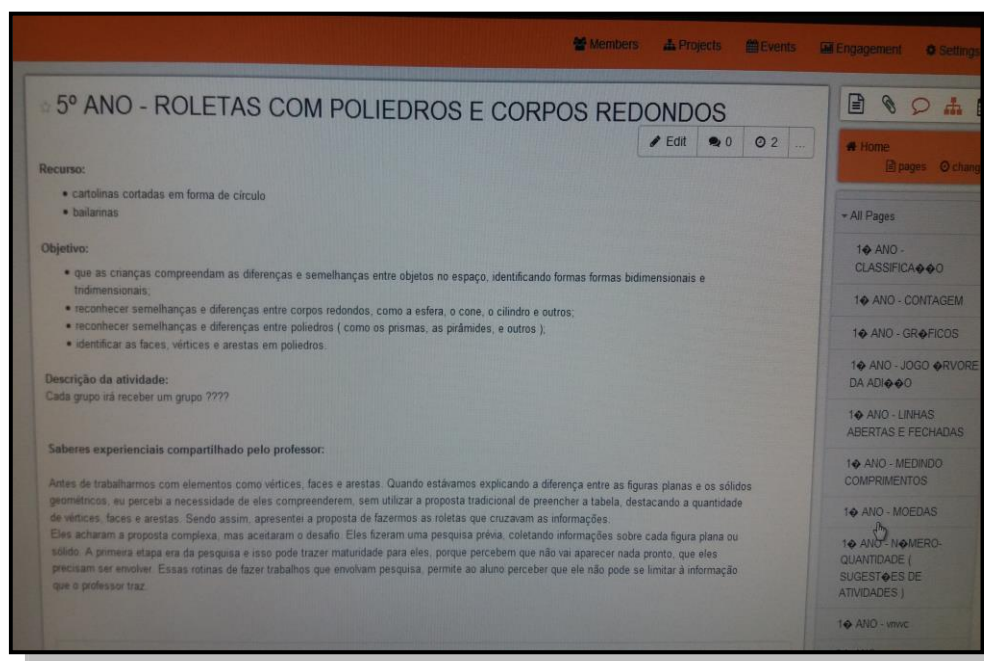 Members Projects Events Engagement Settings
5º ANO - ROLETAS COM POLIEDROS E CORPOS REDONDOS
Edit 0 2 ...
Recurso:
cartolinas cortadas em forma de círculo
bailarinas
Objetivo:
que as crianças compreendam as diferenças e semelhanças entre objetos no espaço, identificando formas formas bidimensionais e
tridimensionais;
reconhecer semelhanças e diferenças entre corpos redondos, como a esfera, o cone, o cilindro e outros;
reconhecer semelhanças e diferenças entre poliedros ( como os prismas, as pirâmides, e outros );
identificar as faces, vértices e arestas em poliedros.
Descrição da atividade:
Cada grupo irá receber um grupo ????
Saberes experienciais compartilhado pelo professor:
Antes de trabalharmos com elementos como vértices, faces e arestas. Quando estávamos explicando a diferença entre as figuras planas e os sólidos
geométricos, eu percebi a necessidade de eles compreenderem, sem utilizar a proposta tradicional de preencher a tabela, destacando a quantidade
de vértices, faces e arestas. Sendo assim, apresentei a proposta de fazermos as roletas que cruzavam as informações.
Eles acharam a proposta complexa, mas aceitaram o desafio. Eles fizeram uma pesquisa prévia, coletando informações sobre cada figura plana ou
sólido. A primeira etapa era da pesquisa e isso pode trazer maturidade para eles, porque percebem que não vai aparecer nada pronto, que eles
precisam ser envolver. Essas rotinas de fazer trabalhos que envolvam pesquisa, permite ao aluno perceber que ele não pode se limitar à informação
que o professor traz.
Home
pages chang
All Pages
1� ANO -
CLASSIFICA��O
1� ANO - CONTAGEM
1� ANO - GR�FICOS
1� ANO - JOGO �RVORE
DA ADI��O
1� ANO - LINHAS
ABERTAS E FECHADAS
1� ANO - MEDINDO
COMPRIMENTOS
1� ANO - MOEDAS
1� ANO - N�MERO-
QUANTIDADE (
SUGEST�ES DE
ATIVIDADES )
1� ANO - vnwc